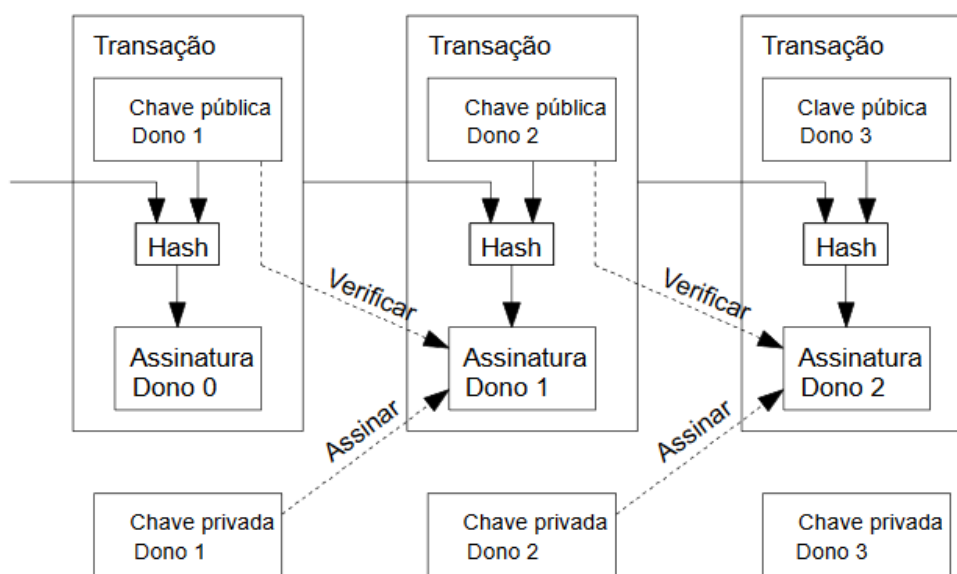 Transação
Chave pública
Dono 1
Hash
Assinatura
Dono 0
Transação
Chave pública
Dono 2
Hash
Assinatura
Dono 1
Transação
Clave púbica
Dono 3
Hash
Assinatura
Dono 2
Verificar
Verificar
Assinar
Assinar
Chave privada
Dono 1
Chave privada
Dono 2
Chave privada
Dono 3